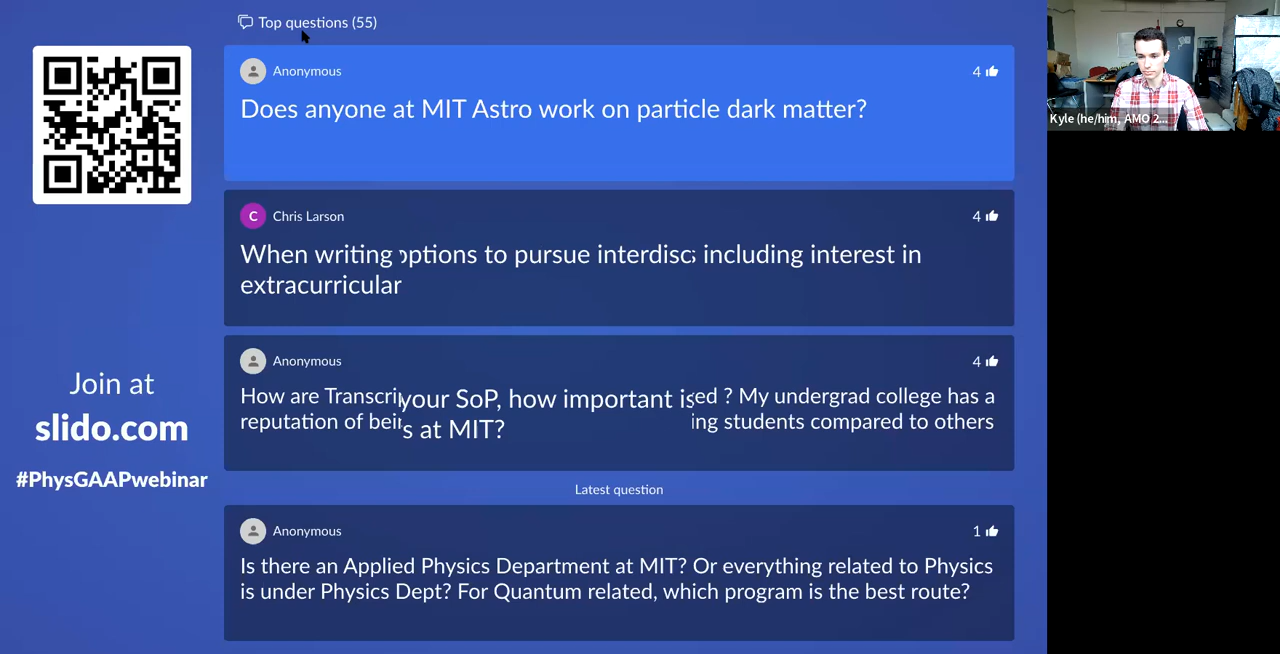 Top questions (55)
Anonymous
4
Does anyone at MIT Astro work on particle dark matter?
Chris Larson
C
4
When writing ptions to pursue interdisc including interest in
extracurricular
Anonymous
4
How are Transcri your SoP, how important is ed ? My undergrad college has a
reputation of bei s at MIT? ing students compared to others
Latest question
Anonymous
1
Is there an Applied Physics Department at MIT? Or everything related to Physics
is under Physics Dept? For Quantum related, which program is the best route?
Join at
slido.com
#PhysGAAPwebinar
Kyle (he/him, AMO 2...